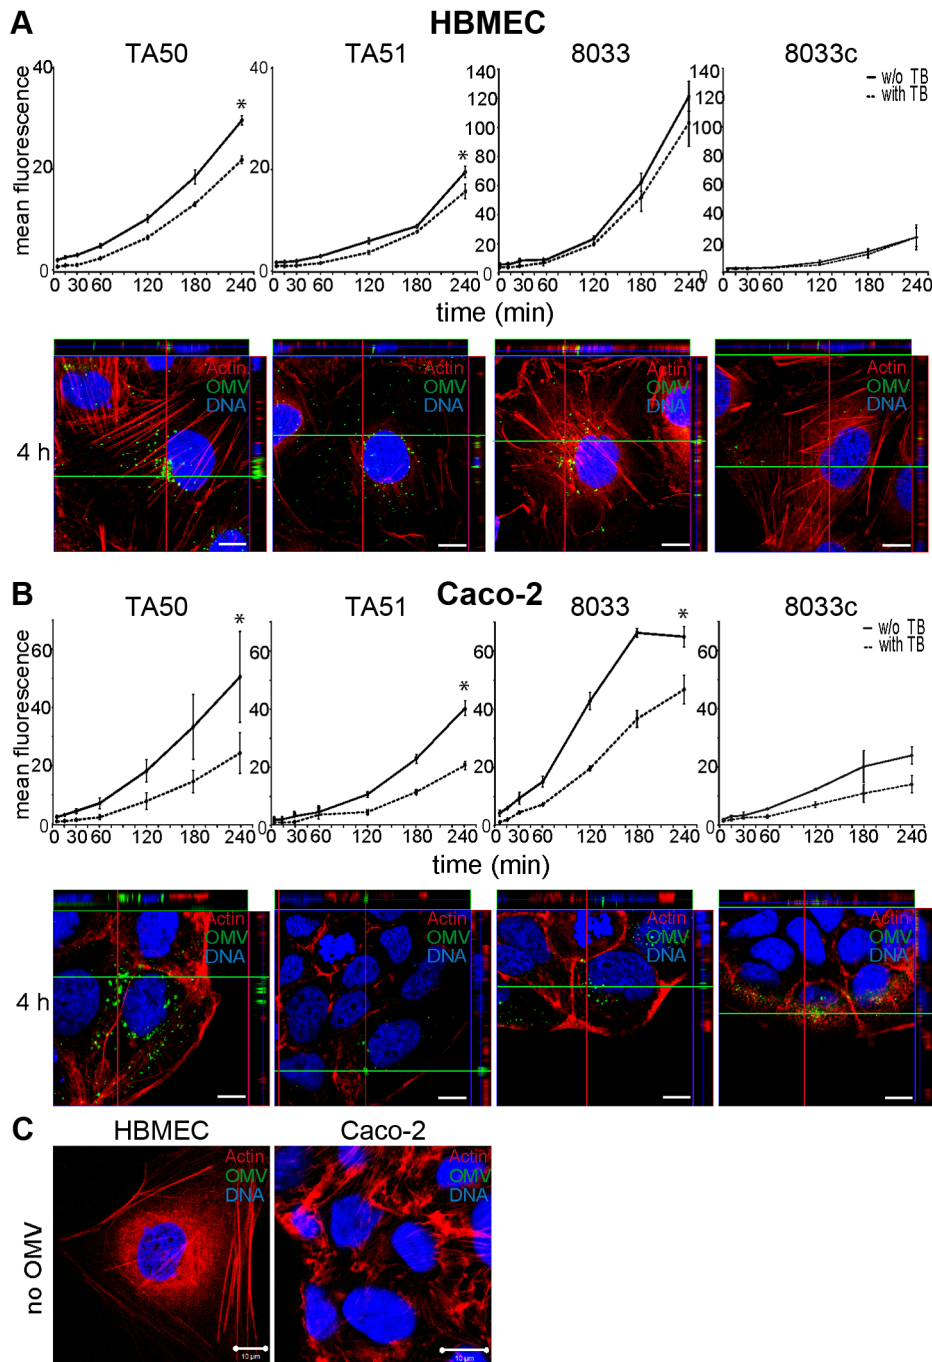 A HBMEC
TA50 TA51 8033 8033c
mean fluorescence
40
20
0
40
20
0
140
120
100
80
60
40
20
0
140
120
100
80
60
40
20
0
w/o TB
with TB
* *
0 30 60 120 180 240
0 30 60 120 180 240
0 30 60 120 180 240
0 30 60 120 180 240
time (min)
4 h
Actin
OMV
DNA
Actin
OMV
DNA
Actin
OMV
DNA
Actin
OMV
DNA
B Caco-2
TA50 TA51 8033 8033c
mean fluorescence
60
40
20
0
60
40
20
0
60
40
20
0
60
40
20
0
w/o TB
with TB
* * *
0 30 60 120 180 240
0 30 60 120 180 240
0 30 60 120 180 240
0 30 60 120 180 240
time (min)
4 h
Actin
OMV
DNA
Actin
OMV
DNA
Actin
OMV
DNA
Actin
OMV
DNA
C
HBMEC Caco-2
no OMV
Actin
OMV
DNA
10 µm
Actin
OMV
DNA
10 µm